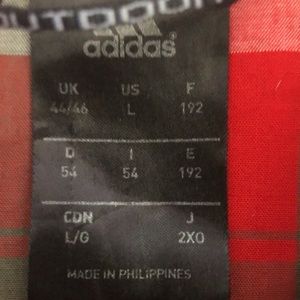 OUTDOOR
adidas
UK US F
44/46 L 192
D I E
54 54 192
CDN J
L/G 2XO
MADE IN PHILIPPINES